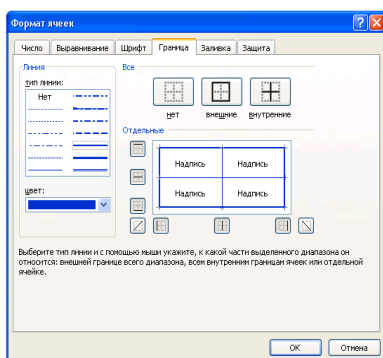 Формат ячеек
Число Выравнивание Шрифт Граница Заливка Защита
Линия
Все
тип линии:
Нет
нет внешние внутренние
Отдельные
Надпись Надпись
Надпись Надпись
цвет:
Выберите тип линии и с помощью мыши укажите, к какой части выделенного диапазона он
относится: внешней границе всего диапазона, всем внутренним границам ячеек или отдельной
ячейке.
ОК Отмена